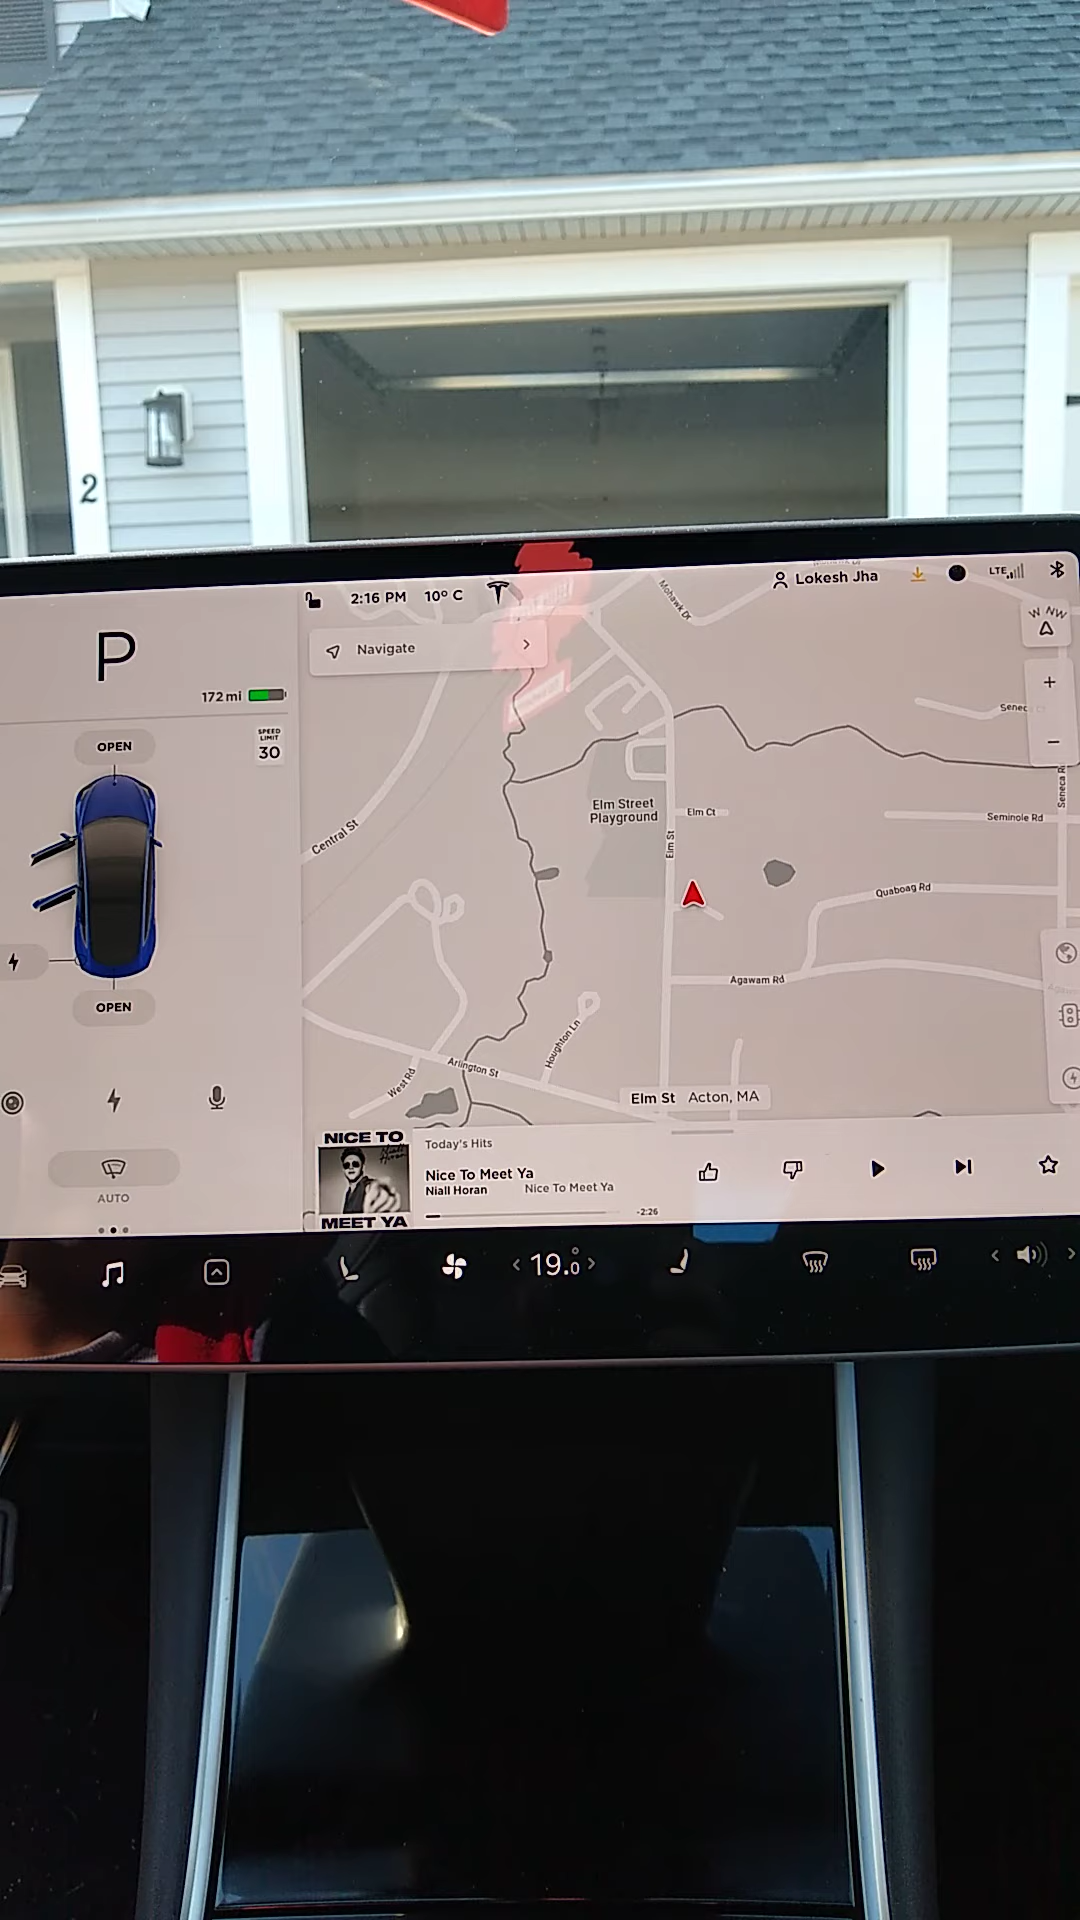 2
P
172 mi
OPEN
SPEED
LIMIT
30
OPEN
AUTO
2:16 PM
10° C
Lokesh Jha
LTE
Navigate
W NW
+
−
Mohawk Dr
Senec
Seneca R
Central St
Elm Street
Playground
Elm Ct
Elm St
Seminole Rd
Quaboag Rd
Agawam Rd
Houghton Ln
Arlington St
West Rd
Elm St Acton, MA
NICE TO
MEET YA
Today's Hits
Nice To Meet Ya
Niall Horan
Nice To Meet Ya
-2:26
19.0°